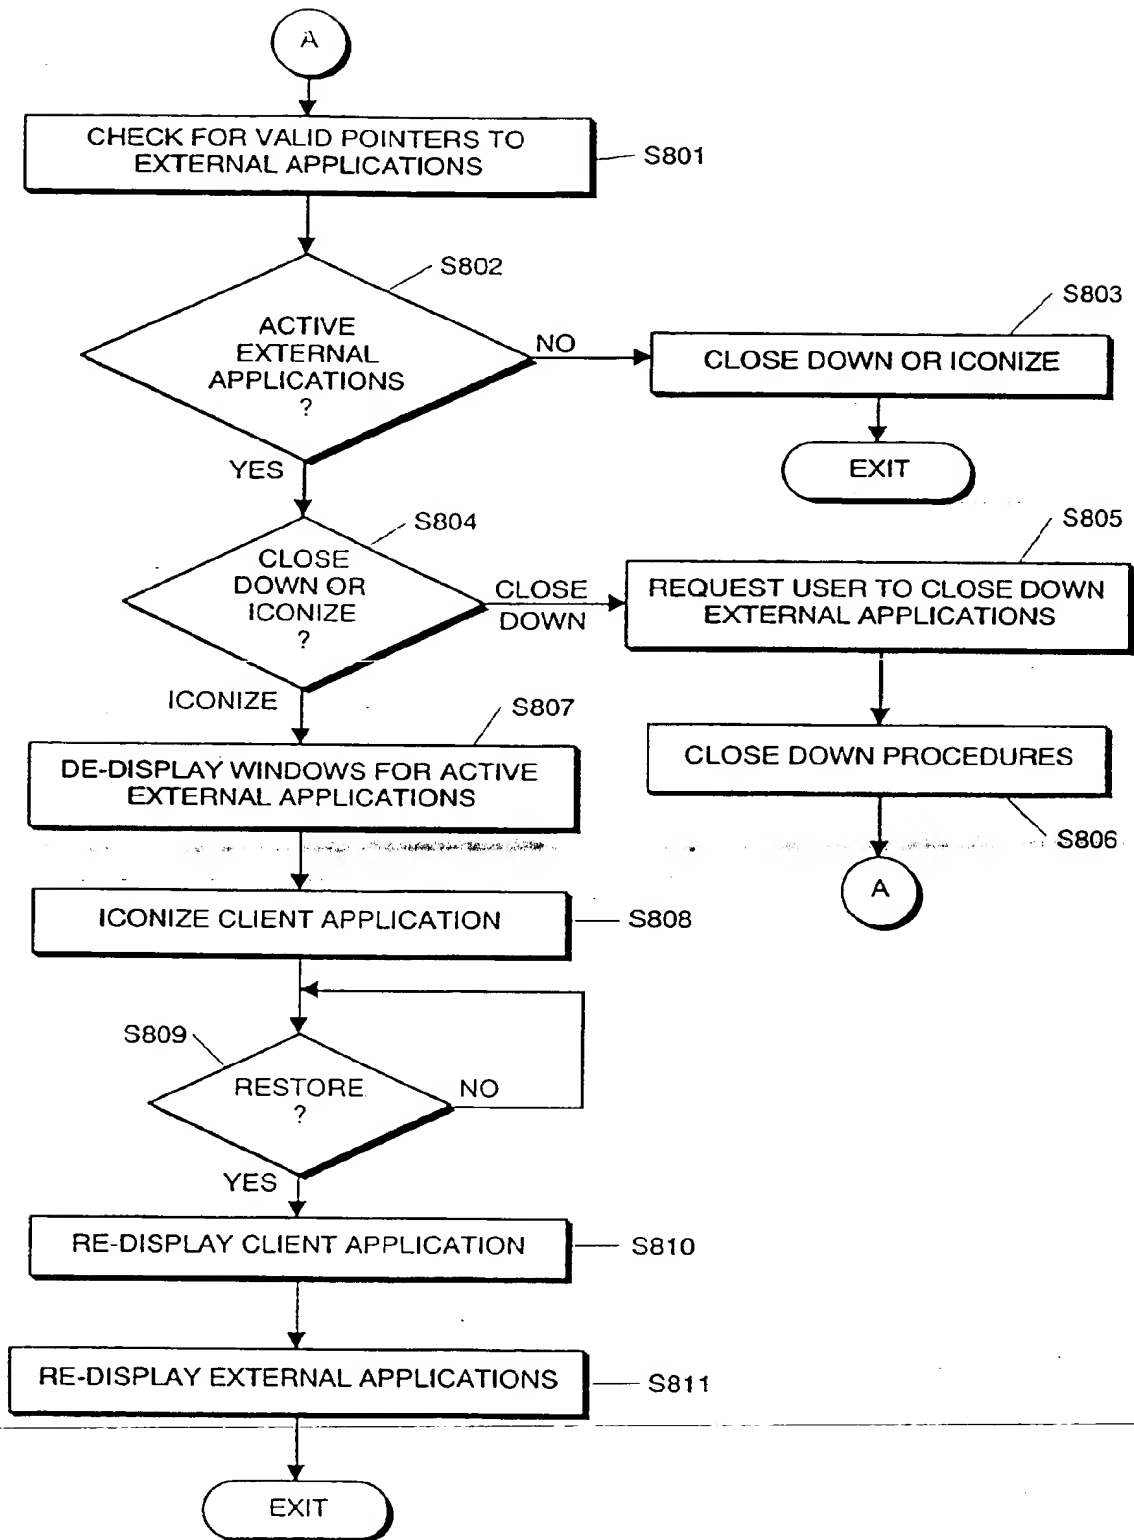 A
CHECK FOR VALID POINTERS TO
EXTERNAL APPLICATIONS
S801
S802
ACTIVE
EXTERNAL
APPLICATIONS
?
NO
YES
S803
CLOSE DOWN OR ICONIZE
EXIT
S804
CLOSE
DOWN OR
ICONIZE
?
CLOSE
DOWN
ICONIZE
S805
REQUEST USER TO CLOSE DOWN
EXTERNAL APPLICATIONS
CLOSE DOWN PROCEDURES
S806
A
S807
DE-DISPLAY WINDOWS FOR ACTIVE
EXTERNAL APPLICATIONS
ICONIZE CLIENT APPLICATION
S808
S809
RESTORE
?
NO
YES
RE-DISPLAY CLIENT APPLICATION
S810
RE-DISPLAY EXTERNAL APPLICATIONS
S811
EXIT